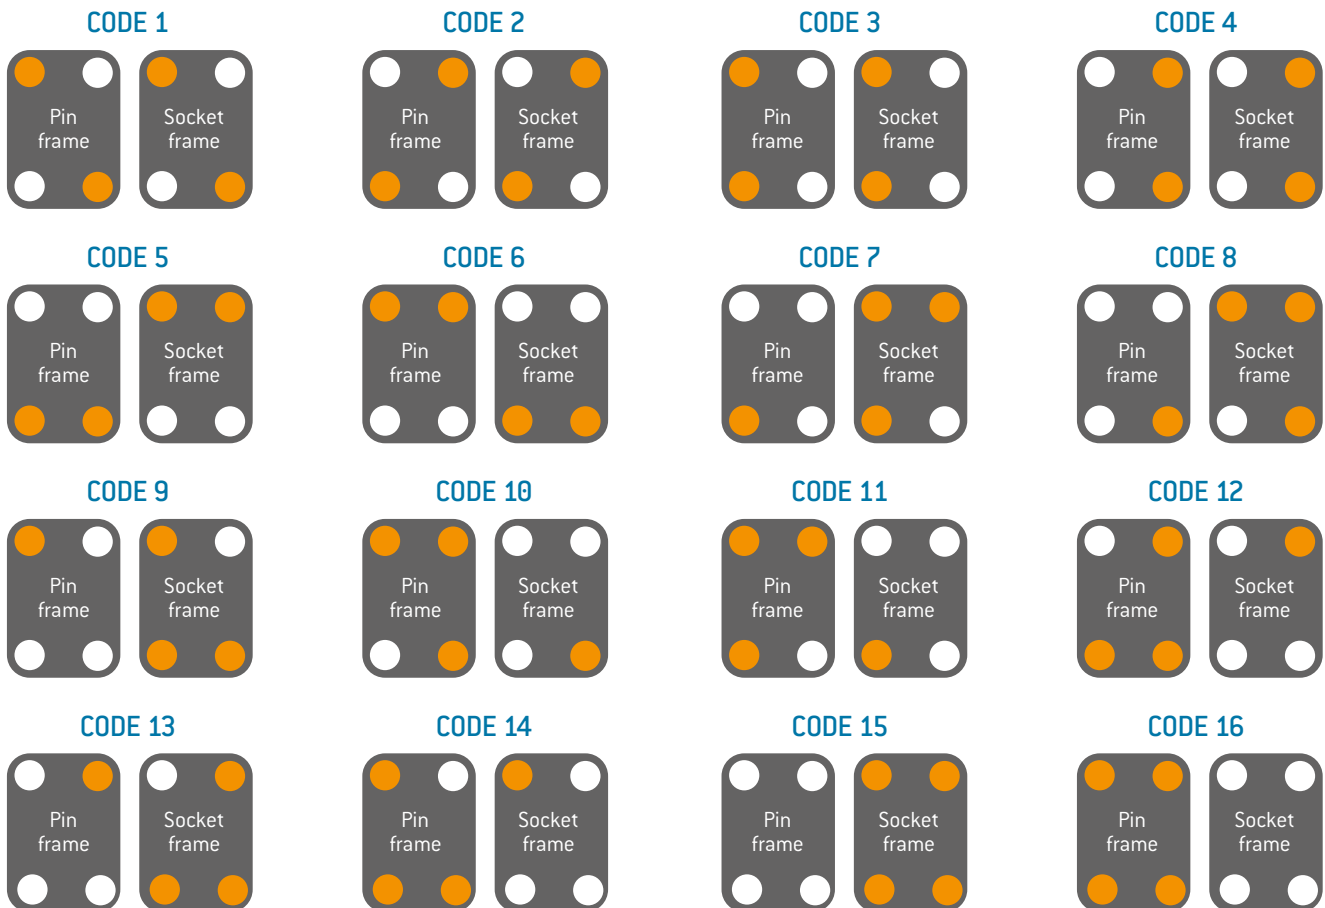 CODE 1
CODE 2
CODE 3
CODE 4
Pin
frame
Socket
frame
Pin
frame
Socket
frame
Pin
frame
Socket
frame
Pin
frame
Socket
frame
CODE 5
CODE 6
CODE 7
CODE 8
Pin
frame
Socket
frame
Pin
frame
Socket
frame
Pin
frame
Socket
frame
Pin
frame
Socket
frame
CODE 9
CODE 10
CODE 11
CODE 12
Pin
frame
Socket
frame
Pin
frame
Socket
frame
Pin
frame
Socket
frame
Pin
frame
Socket
frame
CODE 13
CODE 14
CODE 15
CODE 16
Pin
frame
Socket
frame
Pin
frame
Socket
frame
Pin
frame
Socket
frame
Pin
frame
Socket
frame